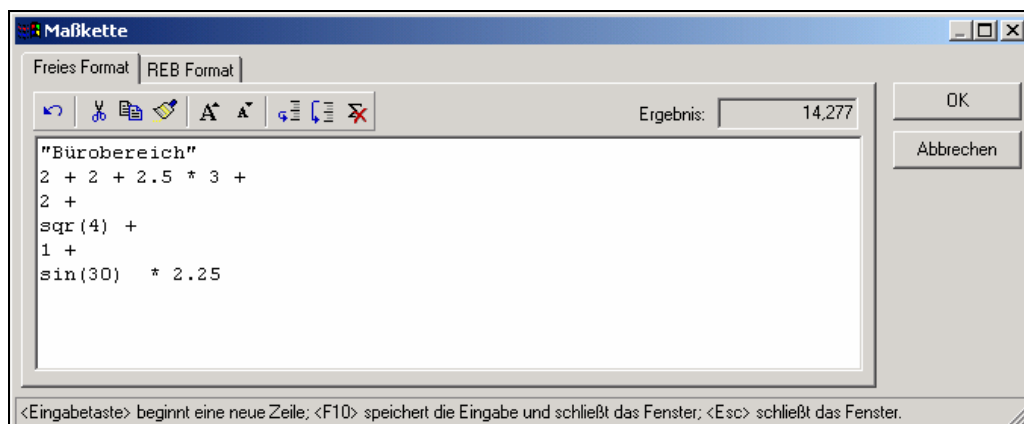 Maßkette
Freies Format REB Format
Ergebnis: 14,277
OK
Abbrechen
"Bürobereich"
2 + 2 + 2.5 * 3 +
2 +
sqr(4) +
1 +
sin(30)  * 2.25
<Eingabetaste> beginnt eine neue Zeile; <F10> speichert die Eingabe und schließt das Fenster; <Esc> schließt das Fenster.